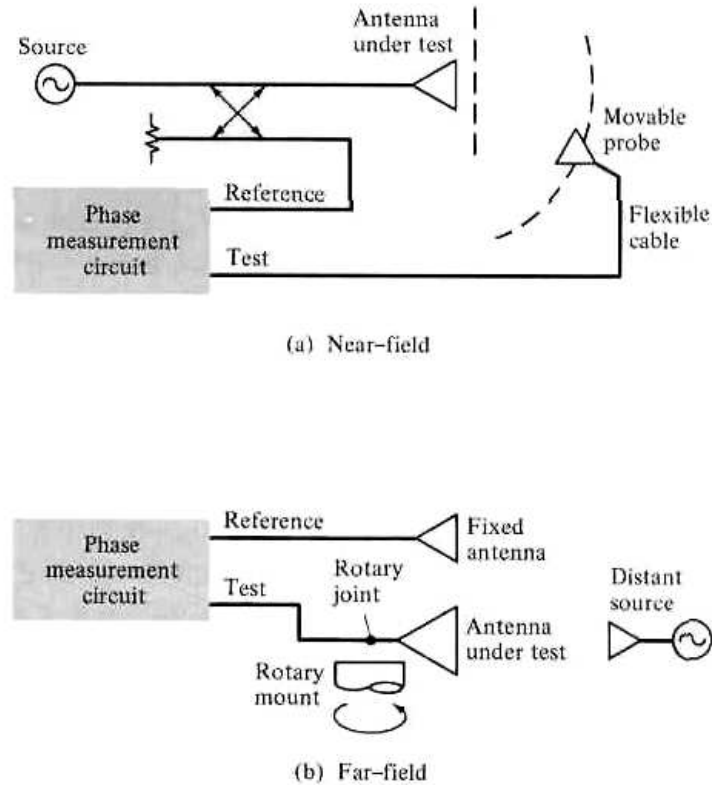 Source
Antenna
under test
Movable
probe
Reference
Phase
measurement
circuit
Flexible
cable
Test
(a) Near-field
Reference
Fixed
antenna
Phase
measurement
circuit
Test
Rotary
joint
Distant
source
Antenna
under test
Rotary
mount
(b) Far-field